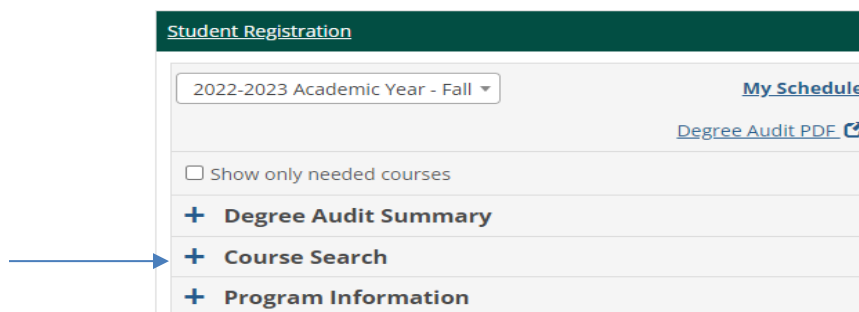 Student Registration
2022-2023 Academic Year - Fall
My Schedule
Degree Audit PDF
Show only needed courses
+ Degree Audit Summary
+ Course Search
+ Program Information